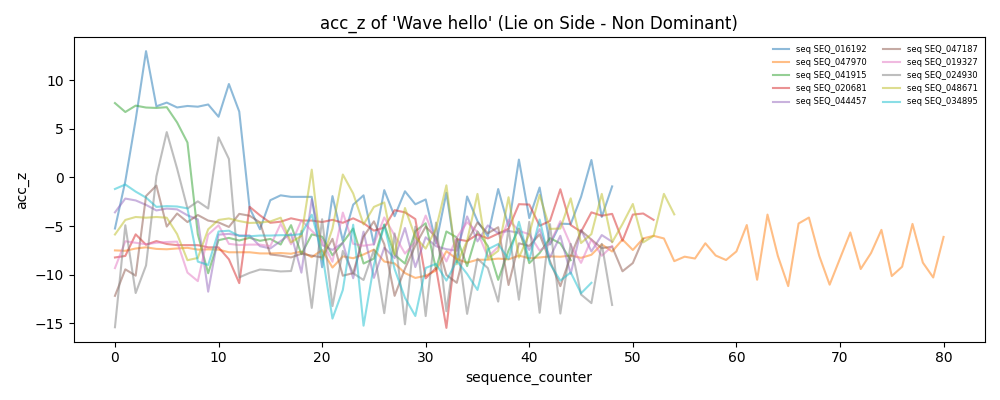 acc_z of 'Wave hello' (Lie on Side - Non Dominant)
seq SEQ_016192
seq SEQ_047970
seq SEQ_041915
seq SEQ_020681
seq SEQ_044457
seq SEQ_047187
seq SEQ_019327
seq SEQ_024930
seq SEQ_048671
seq SEQ_034895
acc_z
10
5
0
−5
−10
−15
0 10 20 30 40 50 60 70 80
sequence_counter